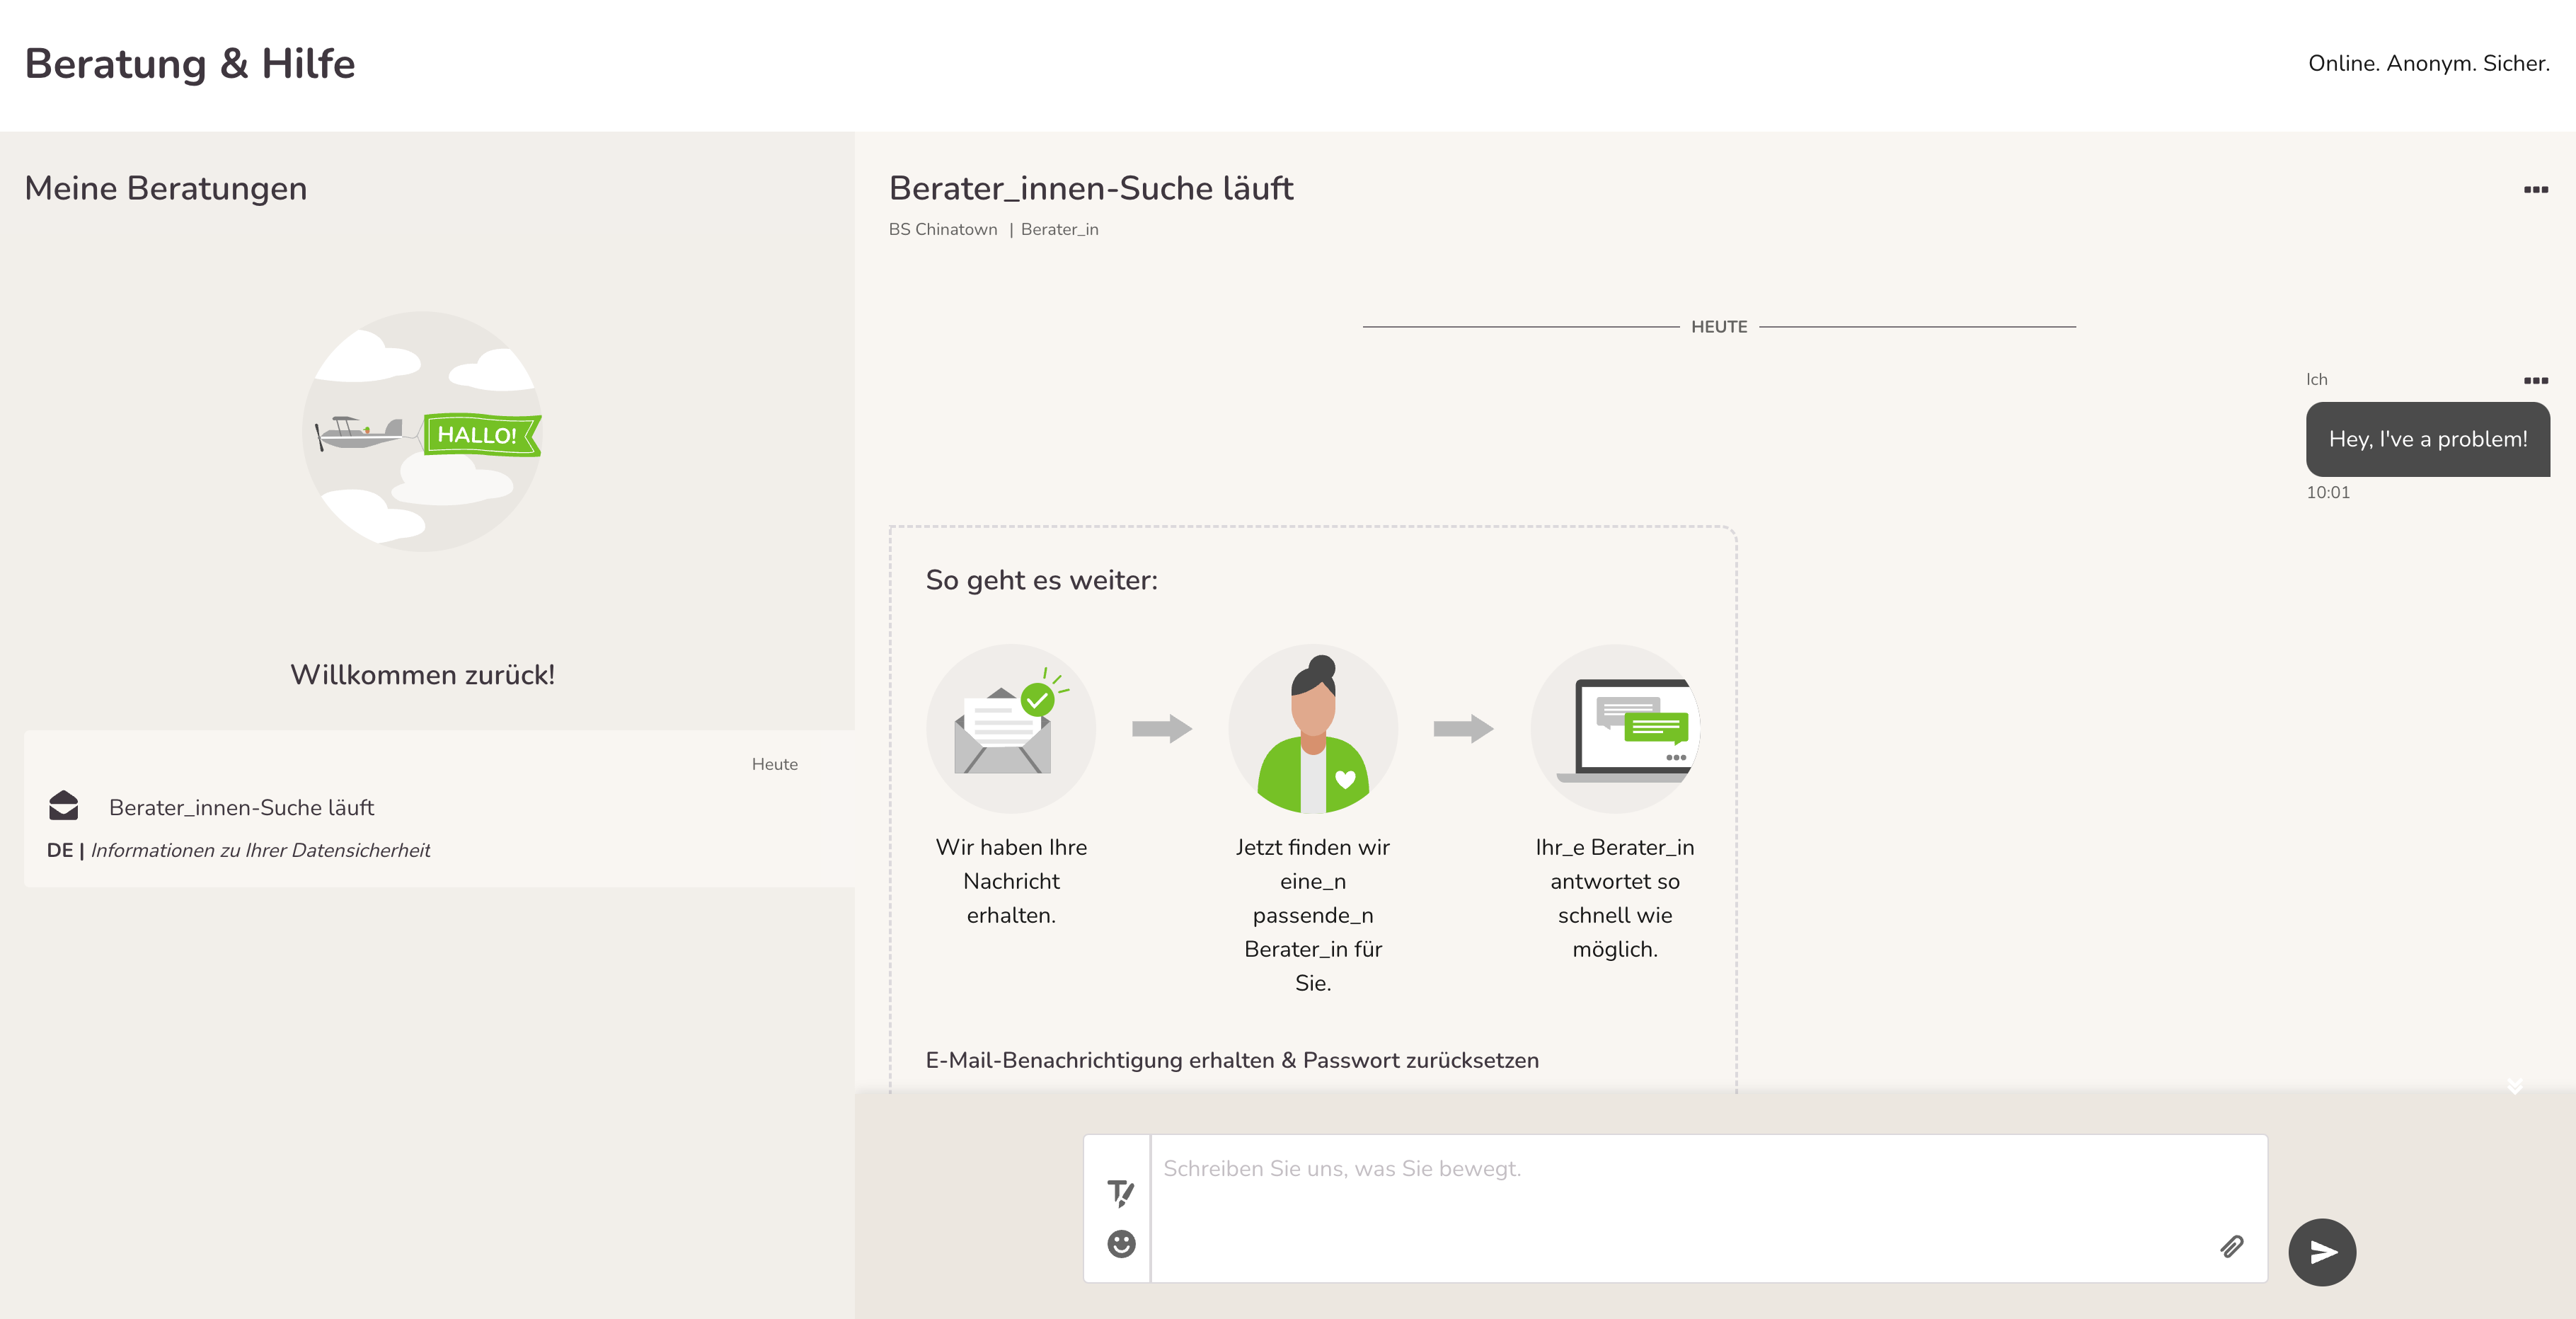 Beratung & Hilfe
Online. Anonym. Sicher.
Meine Beratungen
HALLO!
Willkommen zurück!
Heute
Berater_innen-Suche läuft
DE | Informationen zu Ihrer Datensicherheit
Berater_innen-Suche läuft
BS Chinatown | Berater_in
HEUTE
Ich
Hey, I've a problem!
10:01
So geht es weiter:
Wir haben Ihre
Nachricht
erhalten.
Jetzt finden wir
eine_n
passende_n
Berater_in für
Sie.
Ihr_e Berater_in
antwortet so
schnell wie
möglich.
E-Mail-Benachrichtigung erhalten & Passwort zurücksetzen
Schreiben Sie uns, was Sie bewegt.